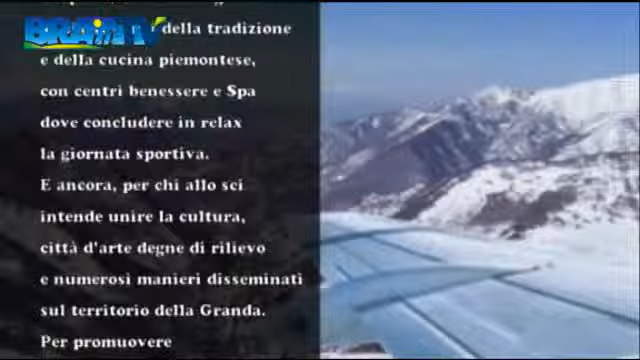 BRAinTV
della tradizione
e della cucina piemontese,
con centri benessere e Spa
dove concludere in relax
la giornata sportiva.
E ancora, per chi allo sci
intende unire la cultura,
città d'arte degne di rilievo
e numerosi manieri disseminati
sul territorio della Granda.
Per promuovere